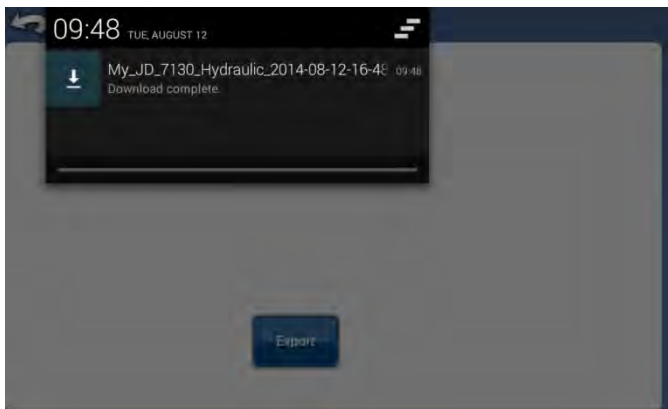 09:48 TUE, AUGUST 12
My_JD_7130_Hydraulic_2014-08-12-16-48 09:48
Download complete.
Export